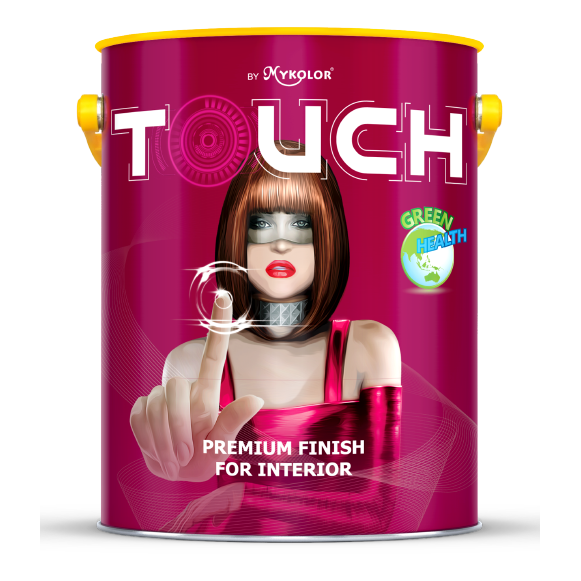 BY MYKOLOR®
TOUCH
GREEN
HEALTH
PREMIUM FINISH
FOR INTERIOR